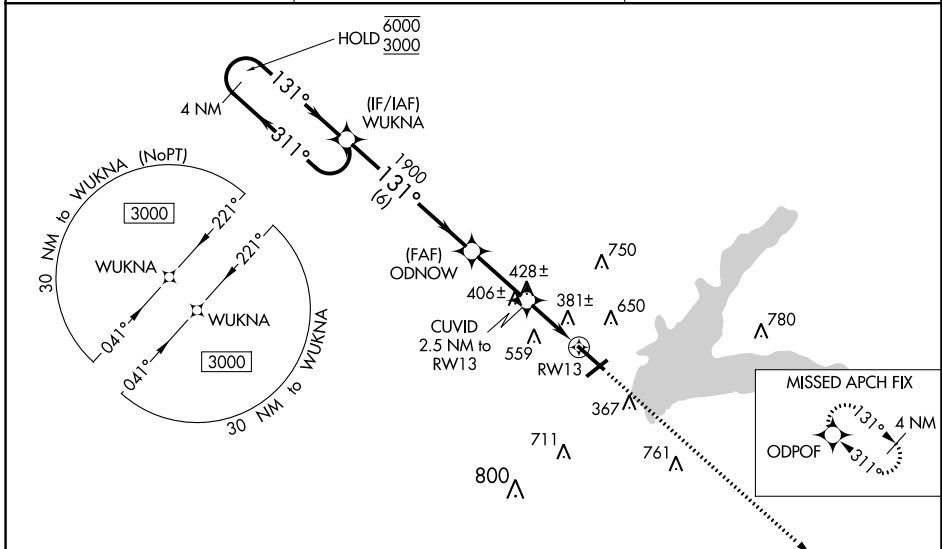 HOLD 6000
3000
4 NM
131°
311°
(IF/IAF)
WUKNA
1900
131°
(6)
30 NM to WUKNA (NoPT)
3000
221°
WUKNA
041°
221°
WUKNA
3000
041°
30 NM to WUKNA
(FAF)
ODNOW
750
428±
406±
381±
650
CUVID
2.5 NM to
RW13
559
RW13
780
367
711
761
800
MISSED APCH FIX
131°
4 NM
ODPOF
311°